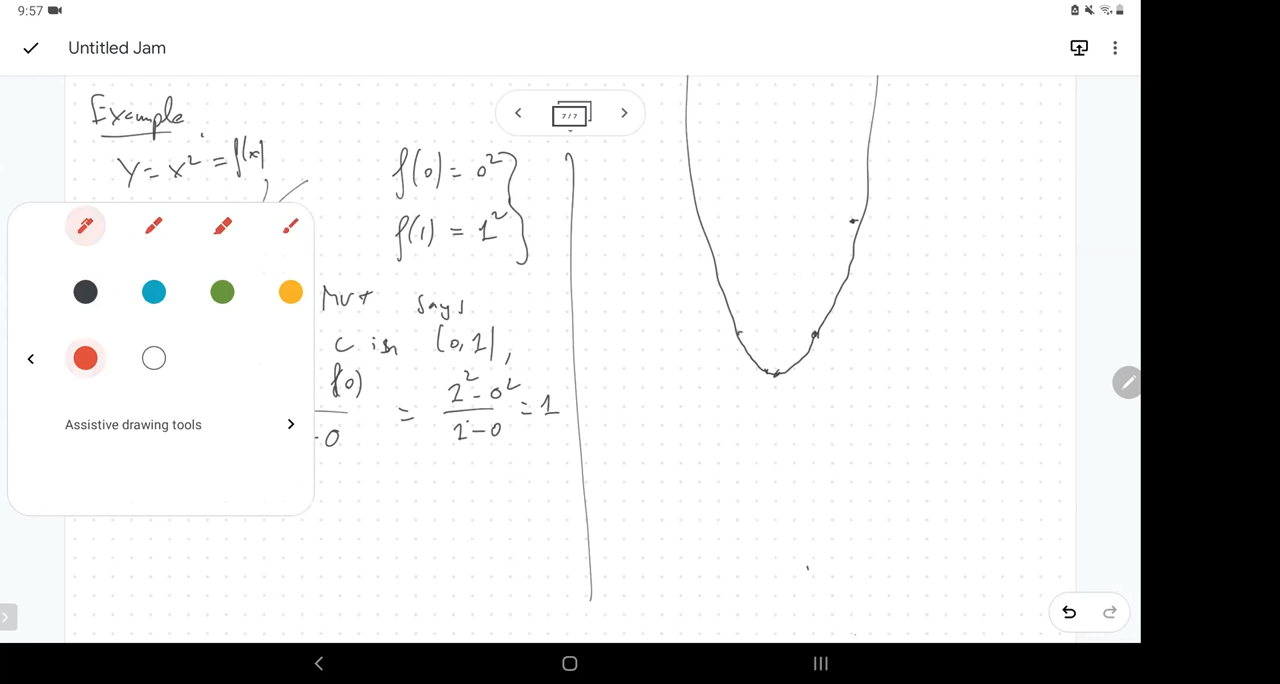 9:57
Untitled Jam
Example
7/7
Y = x² = f(x)
f(0) = 0²
f(1) = 1²
MVT says
c in [0,1],
f(0)
-0
=
2² - 0²
2 - 0
= 1
Assistive drawing tools